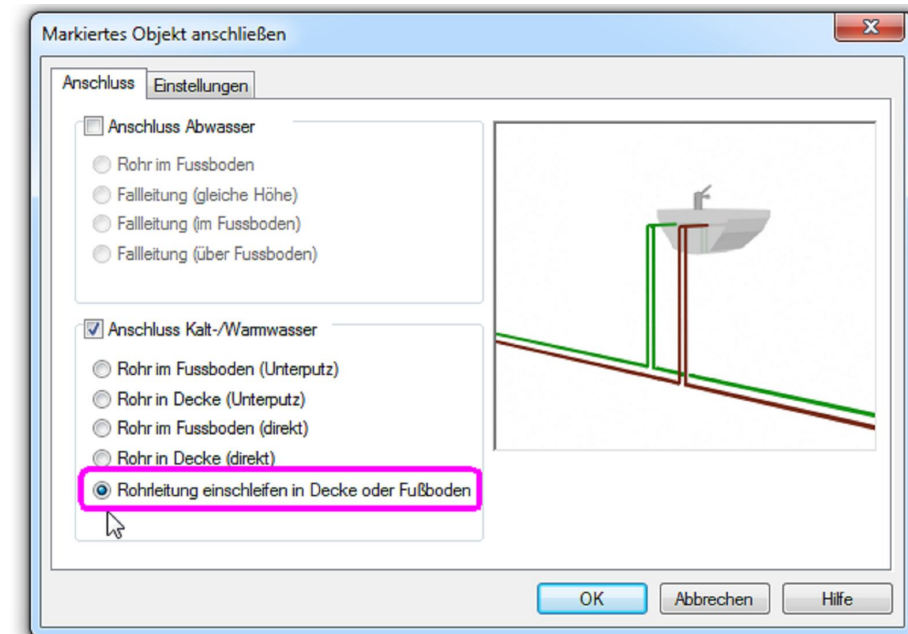 Markiertes Objekt anschließen
Anschluss
Einstellungen
Anschluss Abwasser
Rohr im Fussboden
Fallleitung (gleiche Höhe)
Fallleitung (im Fussboden)
Fallleitung (über Fussboden)
Anschluss Kalt-/Warmwasser
Rohr im Fussboden (Unterputz)
Rohr in Decke (Unterputz)
Rohr im Fussboden (direkt)
Rohr in Decke (direkt)
Rohrleitung einschleifen in Decke oder Fußboden
OK
Abbrechen
Hilfe